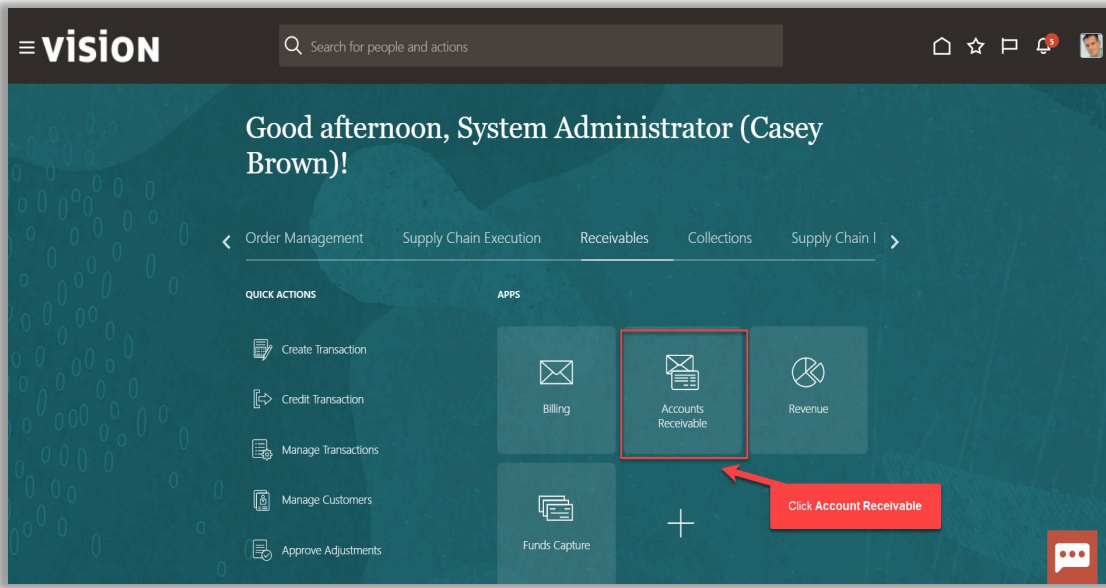 vision
Search for people and actions
5
Good afternoon, System Administrator (Casey
Brown)!
Order Management
Supply Chain Execution
Receivables
Collections
Supply Chain I
QUICK ACTIONS
APPS
Create Transaction
Credit Transaction
Manage Transactions
Manage Customers
Approve Adjustments
Billing
Accounts
Receivable
Revenue
Funds Capture
Click Account Receivable